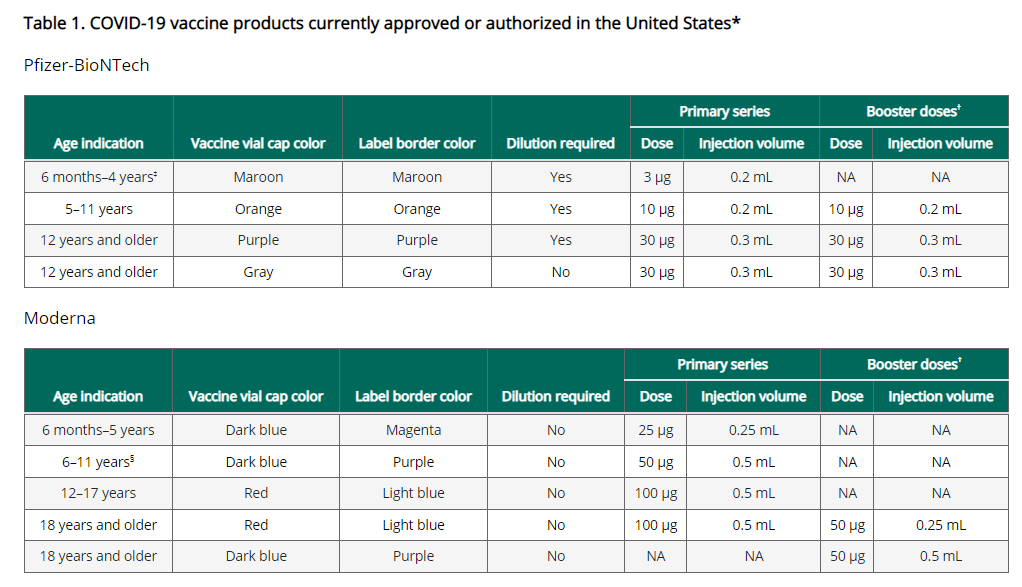 Table 1. COVID-19 vaccine products currently approved or authorized in the United States*
Pfizer-BioNTech
Primary series Booster doses†
Age indication Vaccine vial cap color Label border color Dilution required Dose Injection volume Dose Injection volume
6 months–4 years‡ Maroon Maroon Yes 3 µg 0.2 mL NA NA
5–11 years Orange Orange Yes 10 µg 0.2 mL 10 µg 0.2 mL
12 years and older Purple Purple Yes 30 µg 0.3 mL 30 µg 0.3 mL
12 years and older Gray Gray No 30 µg 0.3 mL 30 µg 0.3 mL
Moderna
Primary series Booster doses†
Age indication Vaccine vial cap color Label border color Dilution required Dose Injection volume Dose Injection volume
6 months–5 years Dark blue Magenta No 25 µg 0.25 mL NA NA
6–11 years§ Dark blue Purple No 50 µg 0.5 mL NA NA
12–17 years Red Light blue No 100 µg 0.5 mL NA NA
18 years and older Red Light blue No 100 µg 0.5 mL 50 µg 0.25 mL
18 years and older Dark blue Purple No NA NA 50 µg 0.5 mL